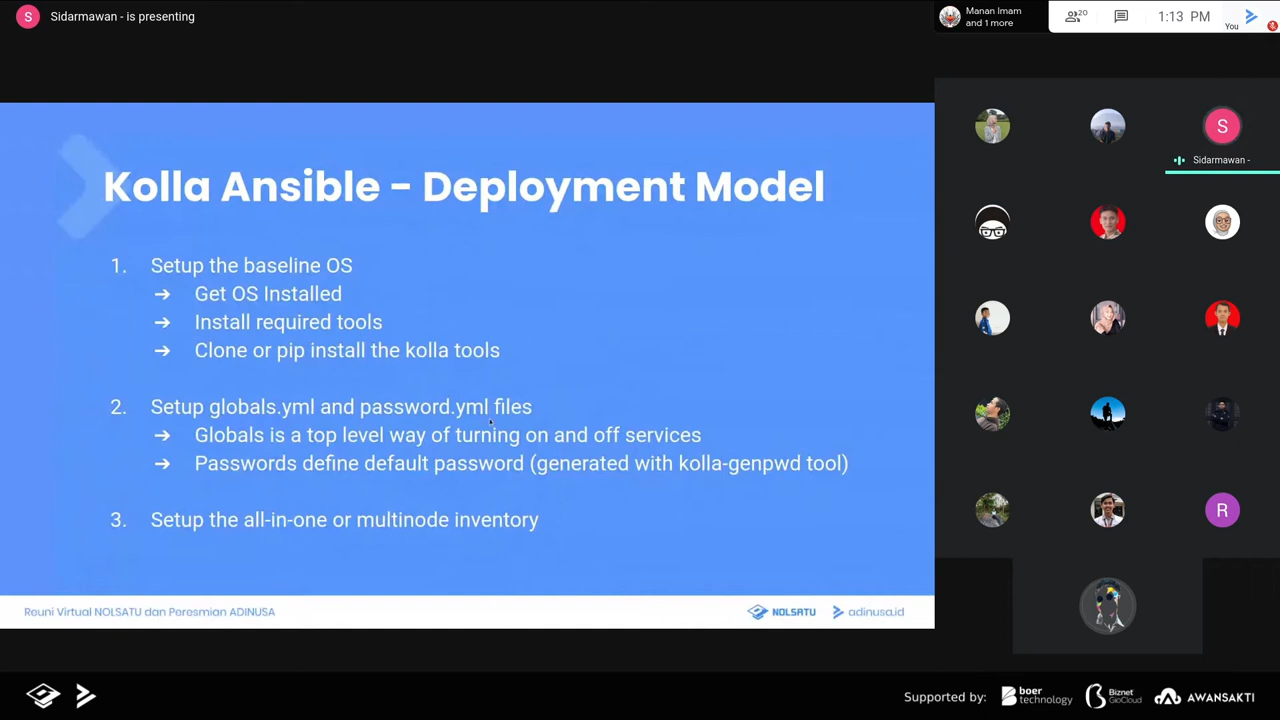 S
Sidarmawan - is presenting
Manan Imam
and 1 more
20
1:13 PM
You
Kolla Ansible - Deployment Model
1. Setup the baseline OS
➔ Get OS Installed
➔ Install required tools
➔ Clone or pip install the kolla tools
2. Setup globals.yml and password.yml files
➔ Globals is a top level way of turning on and off services
➔ Passwords define default password (generated with kolla-genpwd tool)
3. Setup the all-in-one or multinode inventory
Reuni Virtual NOLSATU dan Peresmian ADINUSA
NOLSATU
adinusa.id
S
Sidarmawan -
R
Supported by:
boer
technology
Biznet
GioCloud
AWANSAKTI